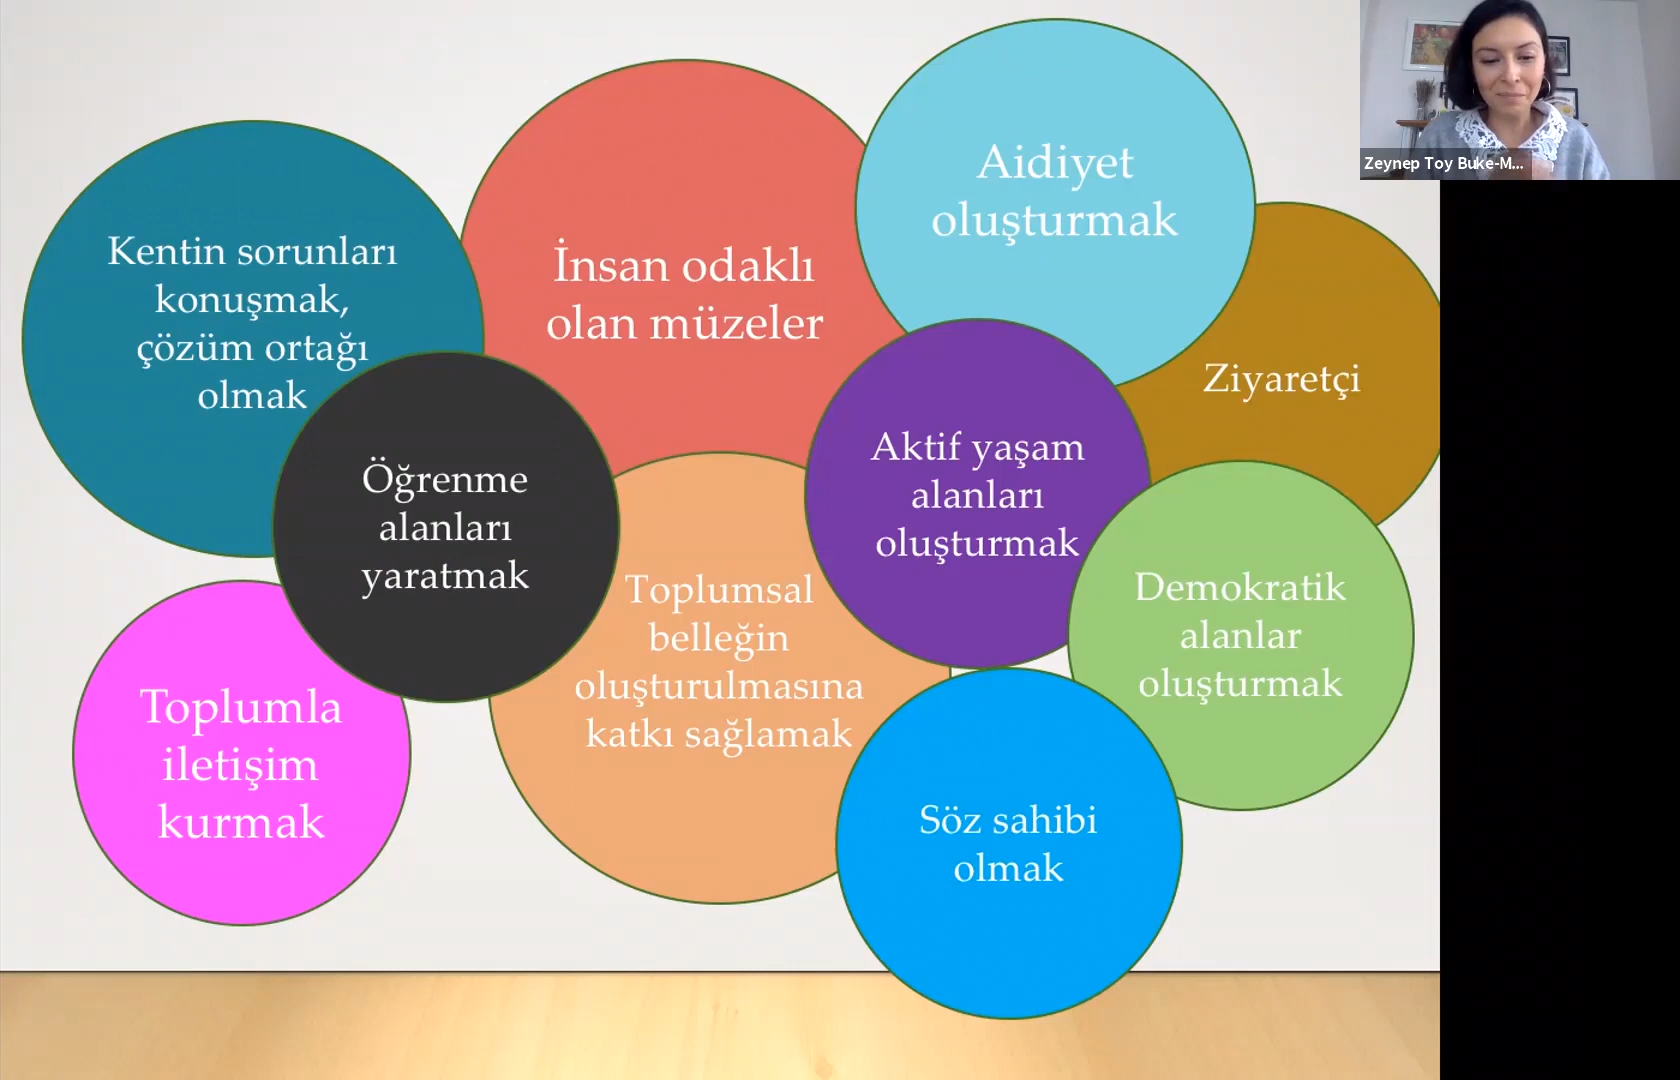 Kentin sorunları
konuşmak,
çözüm ortağı
olmak
İnsan odaklı
olan müzeler
Aidiyet
oluşturmak
Ziyaretçi
Öğrenme
alanları
yaratmak
Aktif yaşam
alanları
oluşturmak
Toplumsal
belleğin
oluşturulmasına
katkı sağlamak
Demokratik
alanlar
oluşturmak
Toplumla
iletişim
kurmak
Söz sahibi
olmak
Zeynep Toy Buke-M...